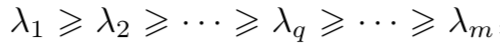 λ₁ ⩾ λ₂ ⩾ ⋯ ⩾ λ_q ⩾ ⋯ ⩾ λ_m